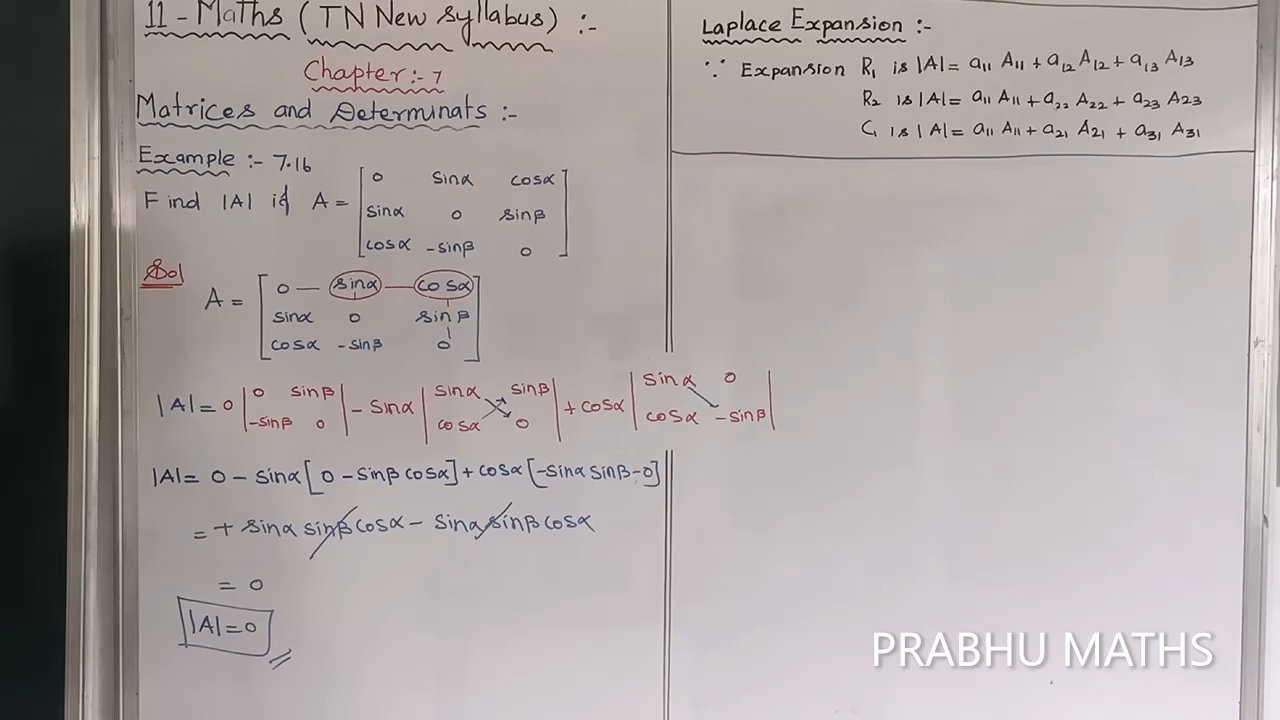 11 - Maths (TN New Syllabus) :-
Chapter :- 7
Matrices and Determinats :-
Example :- 7.16
Find |A| if A = [0 sinα cosα
sinα 0 sinβ
cosα -sinβ 0]
Sol
A = [0 sinα cosα
sinα 0 sinβ
cosα -sinβ 0]
|A| = 0 |0 sinβ| - sinα |sinα sinβ| + cosα |sinα 0|
|-sinβ 0| |cosα 0| |cosα -sinβ|
|A| = 0 - sinα [0 - sinβ cosα] + cosα [-sinα sinβ - 0]
= + sinα sinβ cosα - sinα sinβ cosα
= 0
|A| = 0
Laplace Expansion :-
∵ Expansion R₁ is |A| = a₁₁ A₁₁ + a₁₂ A₁₂ + a₁₃ A₁₃
R₂ is |A| = a₁₁ A₁₁ + a₂₂ A₂₂ + a₂₃ A₂₃
C₁ is |A| = a₁₁ A₁₁ + a₂₁ A₂₁ + a₃₁ A₃₁
PRABHU MATHS